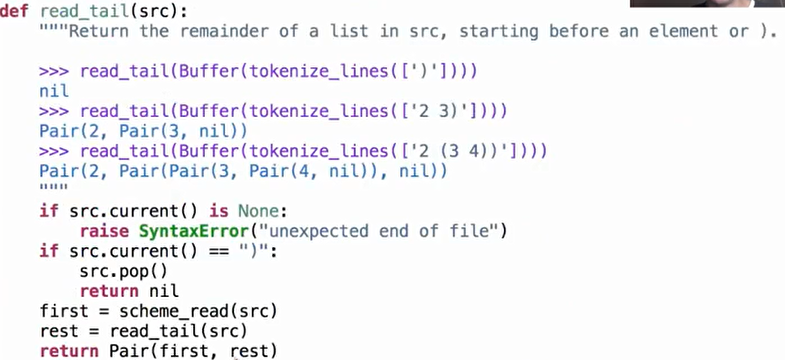 def read_tail(src):
    """Return the remainder of a list in src, starting before an element or ).

    >>> read_tail(Buffer(tokenize_lines([')'])))
    nil
    >>> read_tail(Buffer(tokenize_lines(['2 3)'])))
    Pair(2, Pair(3, nil))
    >>> read_tail(Buffer(tokenize_lines(['2 (3 4))'])))
    Pair(2, Pair(Pair(3, Pair(4, nil)), nil))
    """
    if src.current() is None:
        raise SyntaxError("unexpected end of file")
    if src.current() == ")":
        src.pop()
        return nil
    first = scheme_read(src)
    rest = read_tail(src)
    return Pair(first, rest)